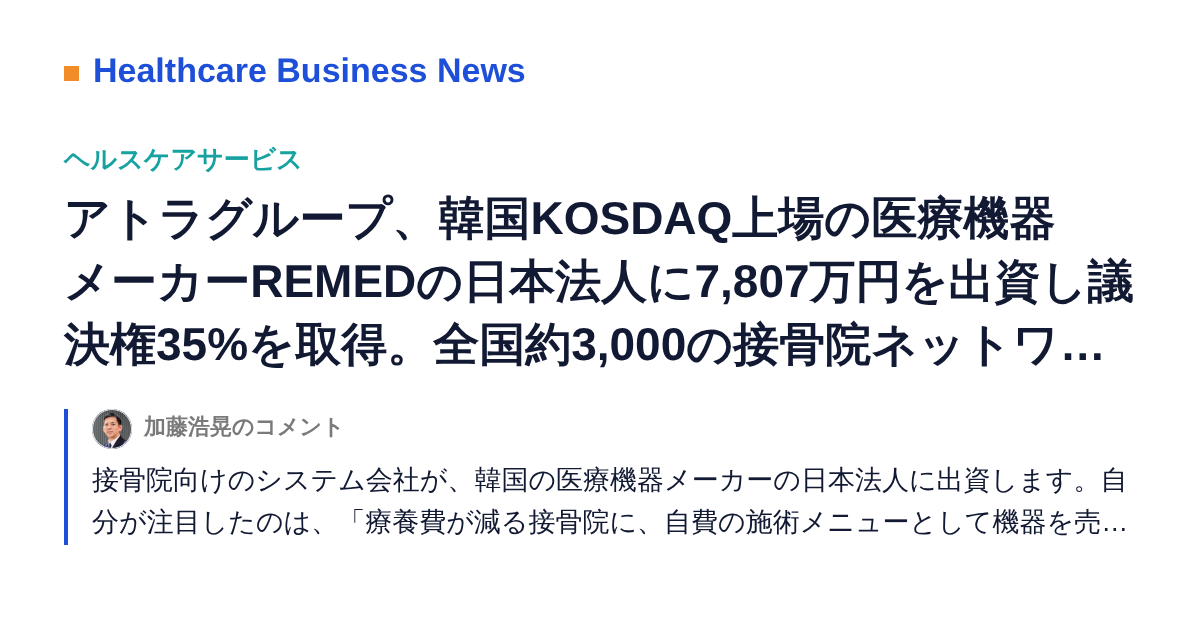 Healthcare Business News
ヘルスケアサービス
アトラグループ、韓国KOSDAQ上場の医療機器
メーカーREMEDの日本法人に7,807万円を出資し議
決権35%を取得。全国約3,000の接骨院ネットワ…
加藤浩晃のコメント
接骨院向けのシステム会社が、韓国の医療機器メーカーの日本法人に出資します。自
分が注目したのは、「療養費が減る接骨院に、自費の施術メニューとして機器を売…